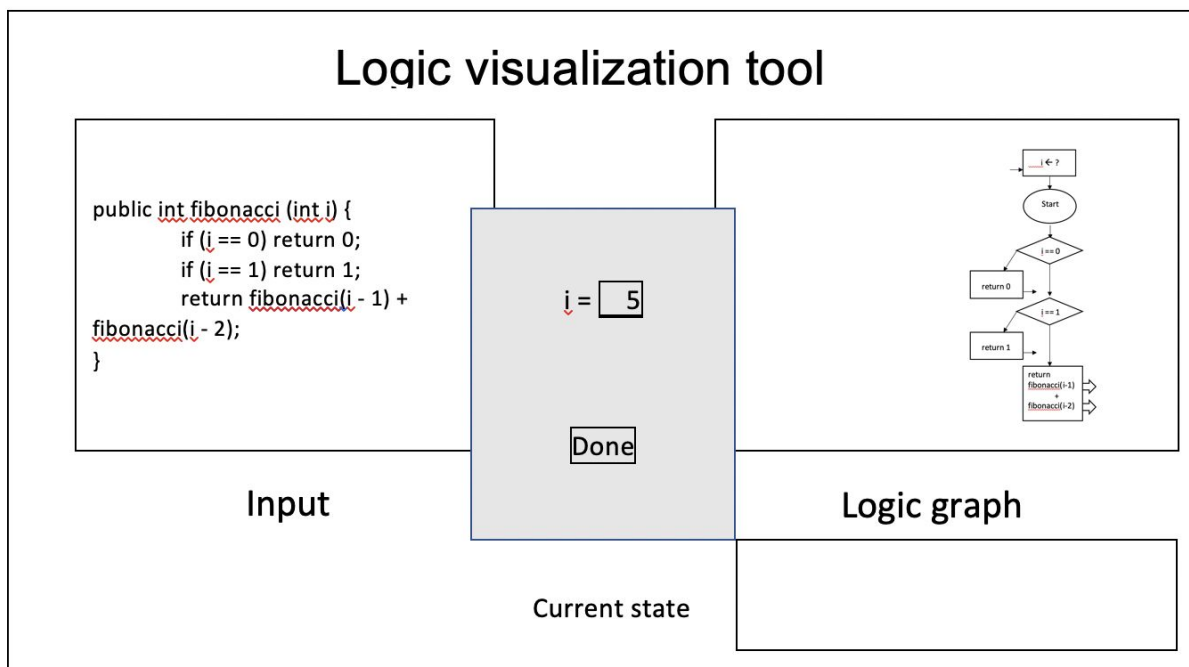 Logic visualization tool
public int fibonacci (int i) {
if (i == 0) return 0;
if (i == 1) return 1;
return fibonacci(i - 1) +
fibonacci(i - 2);
}
Input
i = 5
Done
i ← ?
Start
i == 0
return 0
i == 1
return 1
return
fibonacci(i-1)
+
fibonacci(i-2)
Logic graph
Current state